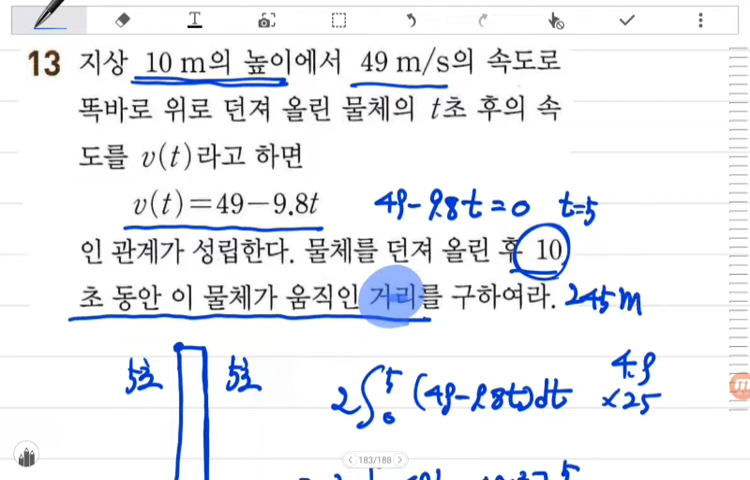 13 지상 10 m의 높이에서 49 m/s의 속도로
똑바로 위로 던져 올린 물체의 t초 후의 속
도를 v(t)라고 하면
v(t)=49-9.8t 49-9.8t=0 t=5
인 관계가 성립한다. 물체를 던져 올린 후 10
초 동안 이 물체가 움직인 거리를 구하여라. 245m
5초 5초
2∫₀⁵(49-9.8t)dt
4.9
×25
183/188